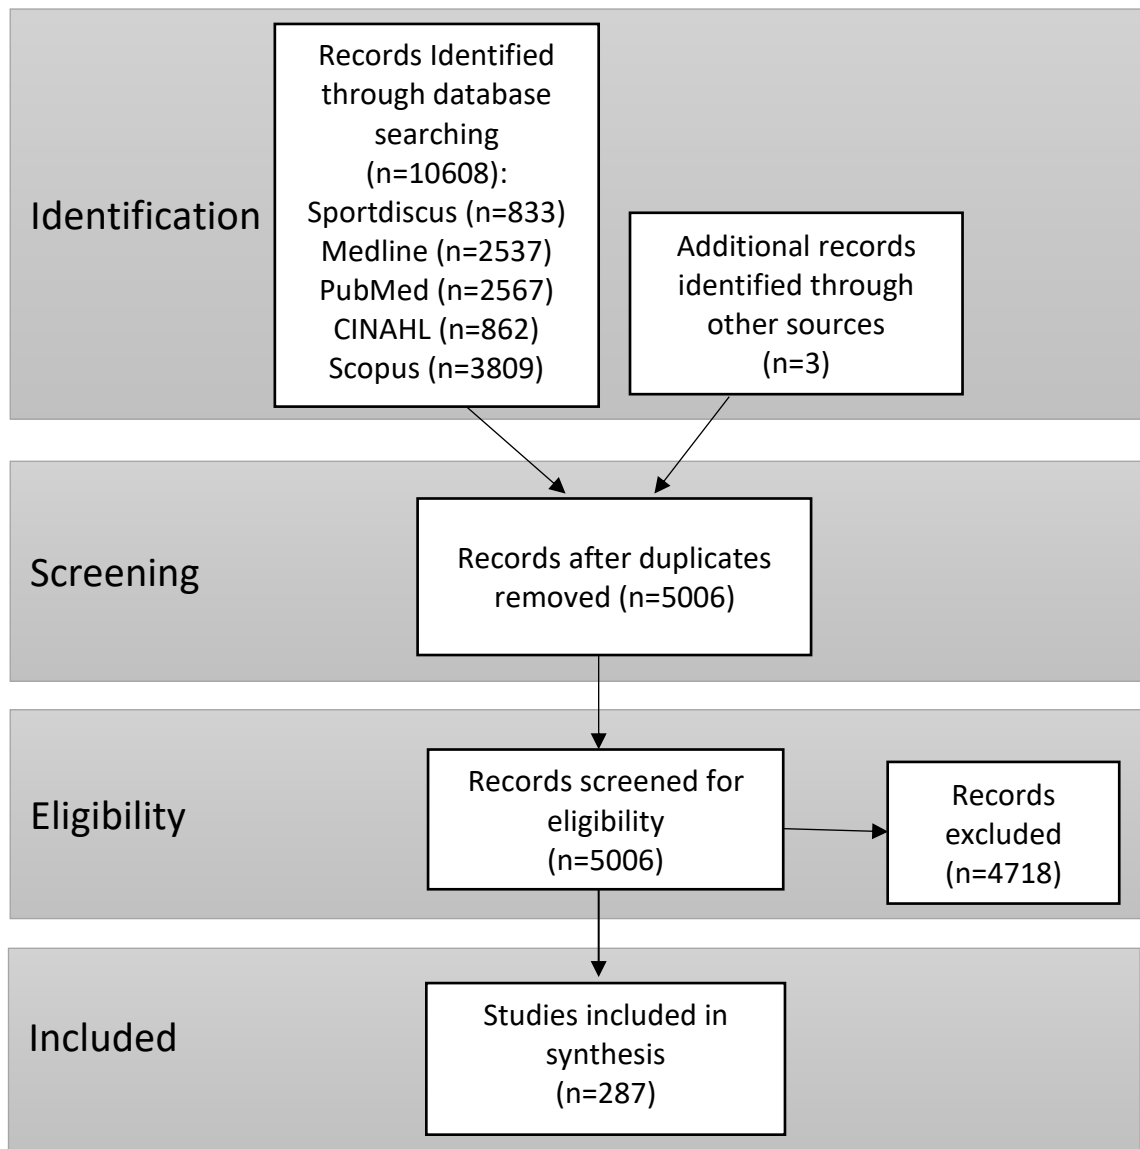 Identification
Records Identified
through database
searching
(n=10608):
Sportdiscus (n=833)
Medline (n=2537)
PubMed (n=2567)
CINAHL (n=862)
Scopus (n=3809)
Additional records
identified through
other sources
(n=3)
Screening
Records after duplicates
removed (n=5006)
Eligibility
Records screened for
eligibility
(n=5006)
Records
excluded
(n=4718)
Included
Studies included in
synthesis
(n=287)